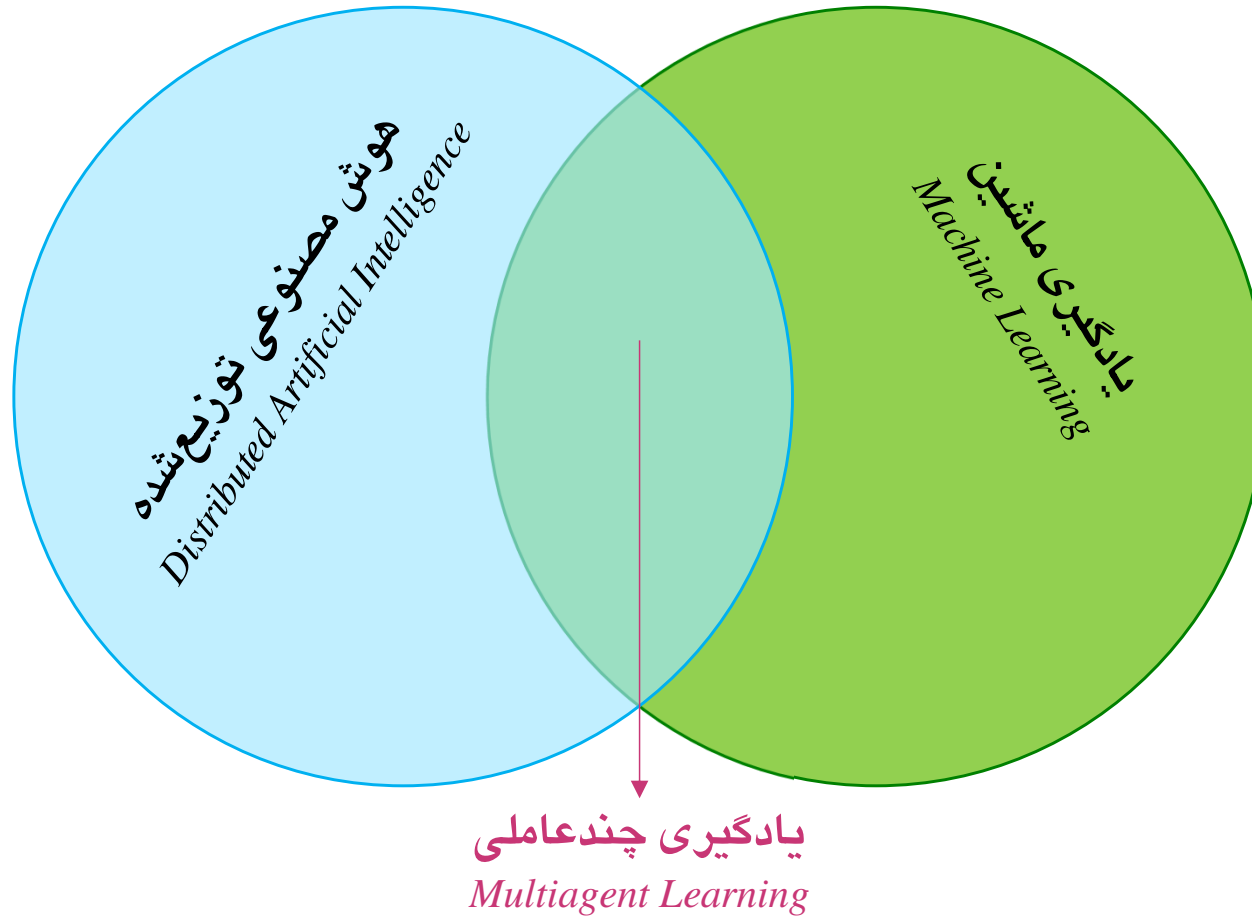 هوش مصنوعی توزیع‌شده
Distributed Artificial Intelligence
یادگیری ماشین
Machine Learning
یادگیری چندعاملی
Multiagent Learning